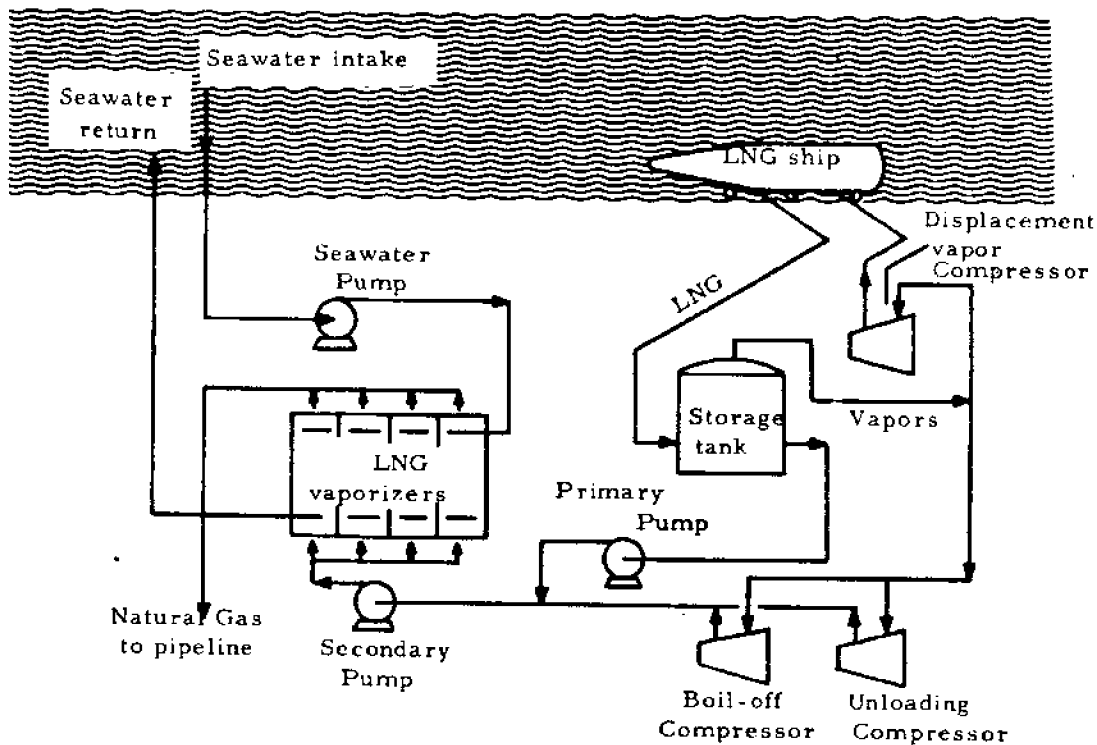 Seawater intake
Seawater
return
LNG ship
Displacement
vapor
Compressor
Seawater
Pump
LNG
Storage
tank
Vapors
LNG
vaporizers
Primary
Pump
Natural Gas
to pipeline
Secondary
Pump
Boil-off
Compressor
Unloading
Compressor